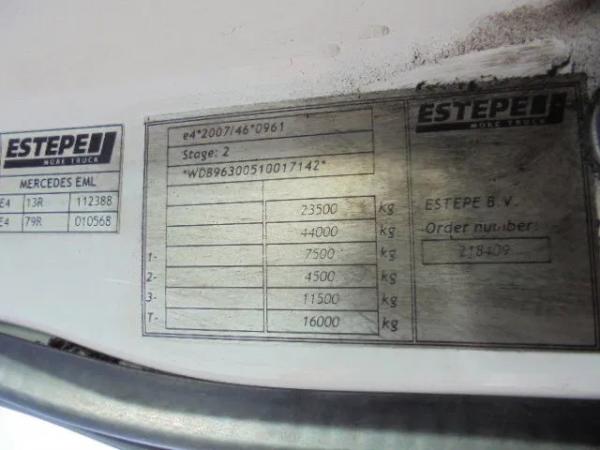 ESTEPE
MORE TRUCK
MERCEDES EML
E4 13R 112388
E4 79R 010568
e4*2007/46*0961
Stage: 2
*WDB96300510017142*
23500 kg
44000 kg
1- 7500 kg
2- 4500 kg
3- 11500 kg
T- 16000 kg
ESTEPE
MORE TRUCK
ESTEPE B.V.
Order number:
218409